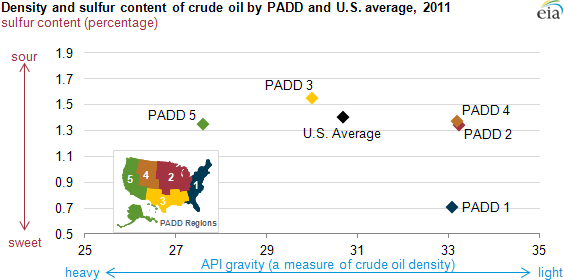 Density and sulfur content of crude oil by PADD and U.S. average, 2011
sulfur content (percentage)
eia
sour
1.9
1.7
1.5
1.3
1.1
0.9
0.7
0.5
sweet
PADD 3
PADD 5
U.S. Average
PADD 4
PADD 2
PADD 1
5
4
2
1
3
PADD Regions
25
27
29
31
33
35
heavy
API gravity (a measure of crude oil density)
light